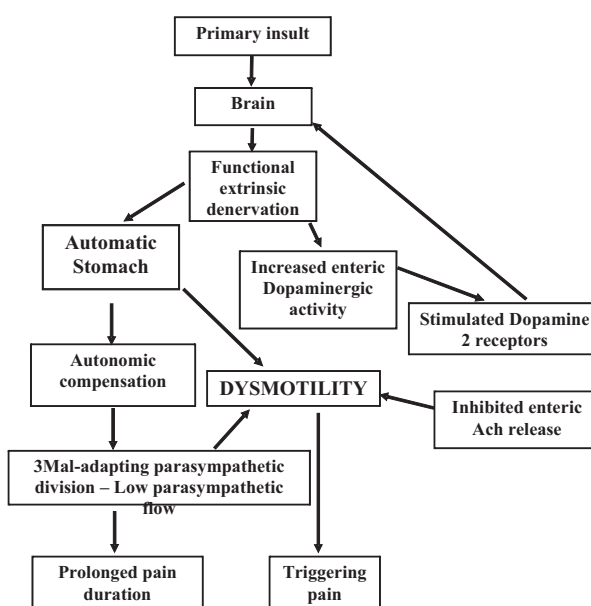 Primary insult
Brain
Functional
extrinsic
denervation
Automatic
Stomach
Increased enteric
Dopaminergic
activity
Stimulated Dopamine
2 receptors
Autonomic
compensation
DYSMOTILITY
Inhibited enteric
Ach release
3Mal-adapting parasympathetic
division – Low parasympathetic
flow
Prolonged pain
duration
Triggering
pain